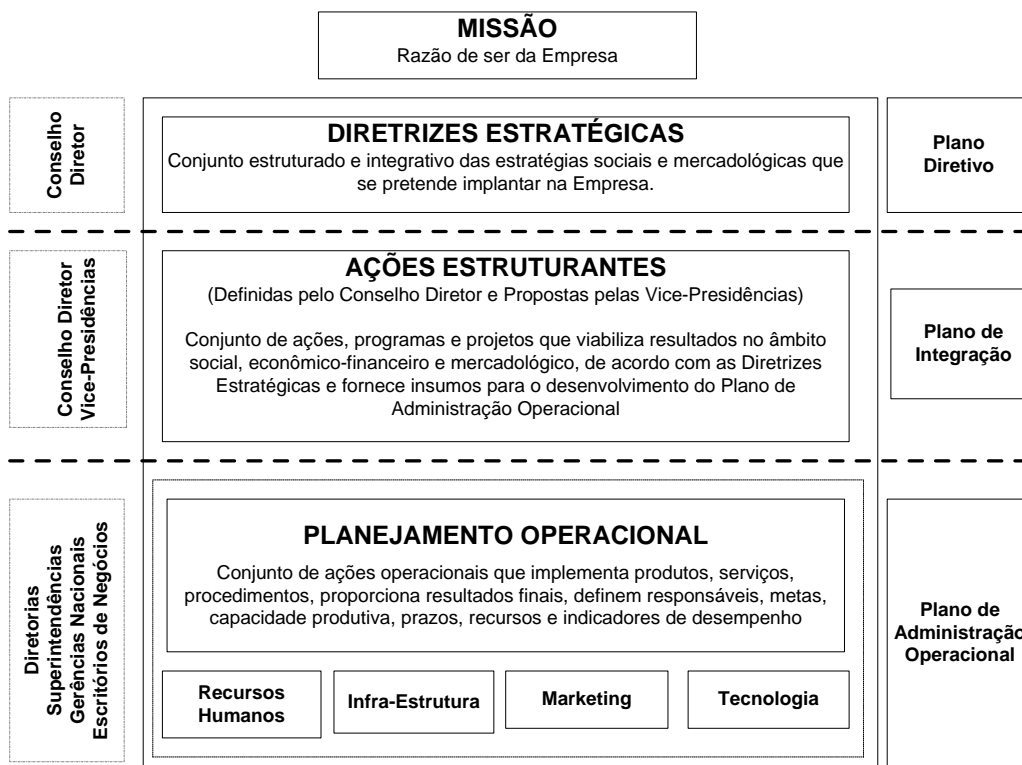 MISSÃO
Razão de ser da Empresa
Conselho
Diretor
DIRETRIZES ESTRATÉGICAS
Conjunto estruturado e integrativo das estratégias sociais e mercadológicas que
se pretende implantar na Empresa.
Plano
Diretivo
Conselho Diretor
Vice-Presidências
AÇÕES ESTRUTURANTES
(Definidas pelo Conselho Diretor e Propostas pelas Vice-Presidências)
Conjunto de ações, programas e projetos que viabiliza resultados no âmbito
social, econômico-financeiro e mercadológico, de acordo com as Diretrizes
Estratégicas e fornece insumos para o desenvolvimento do Plano de
Administração Operacional
Plano de
Integração
Diretorias
Superintendências
Gerências Nacionais
Escritórios de Negócios
PLANEJAMENTO OPERACIONAL
Conjunto de ações operacionais que implementa produtos, serviços,
procedimentos, proporciona resultados finais, definem responsáveis, metas,
capacidade produtiva, prazos, recursos e indicadores de desempenho
Recursos
Humanos
Infra-Estrutura
Marketing
Tecnologia
Plano de
Administração
Operacional